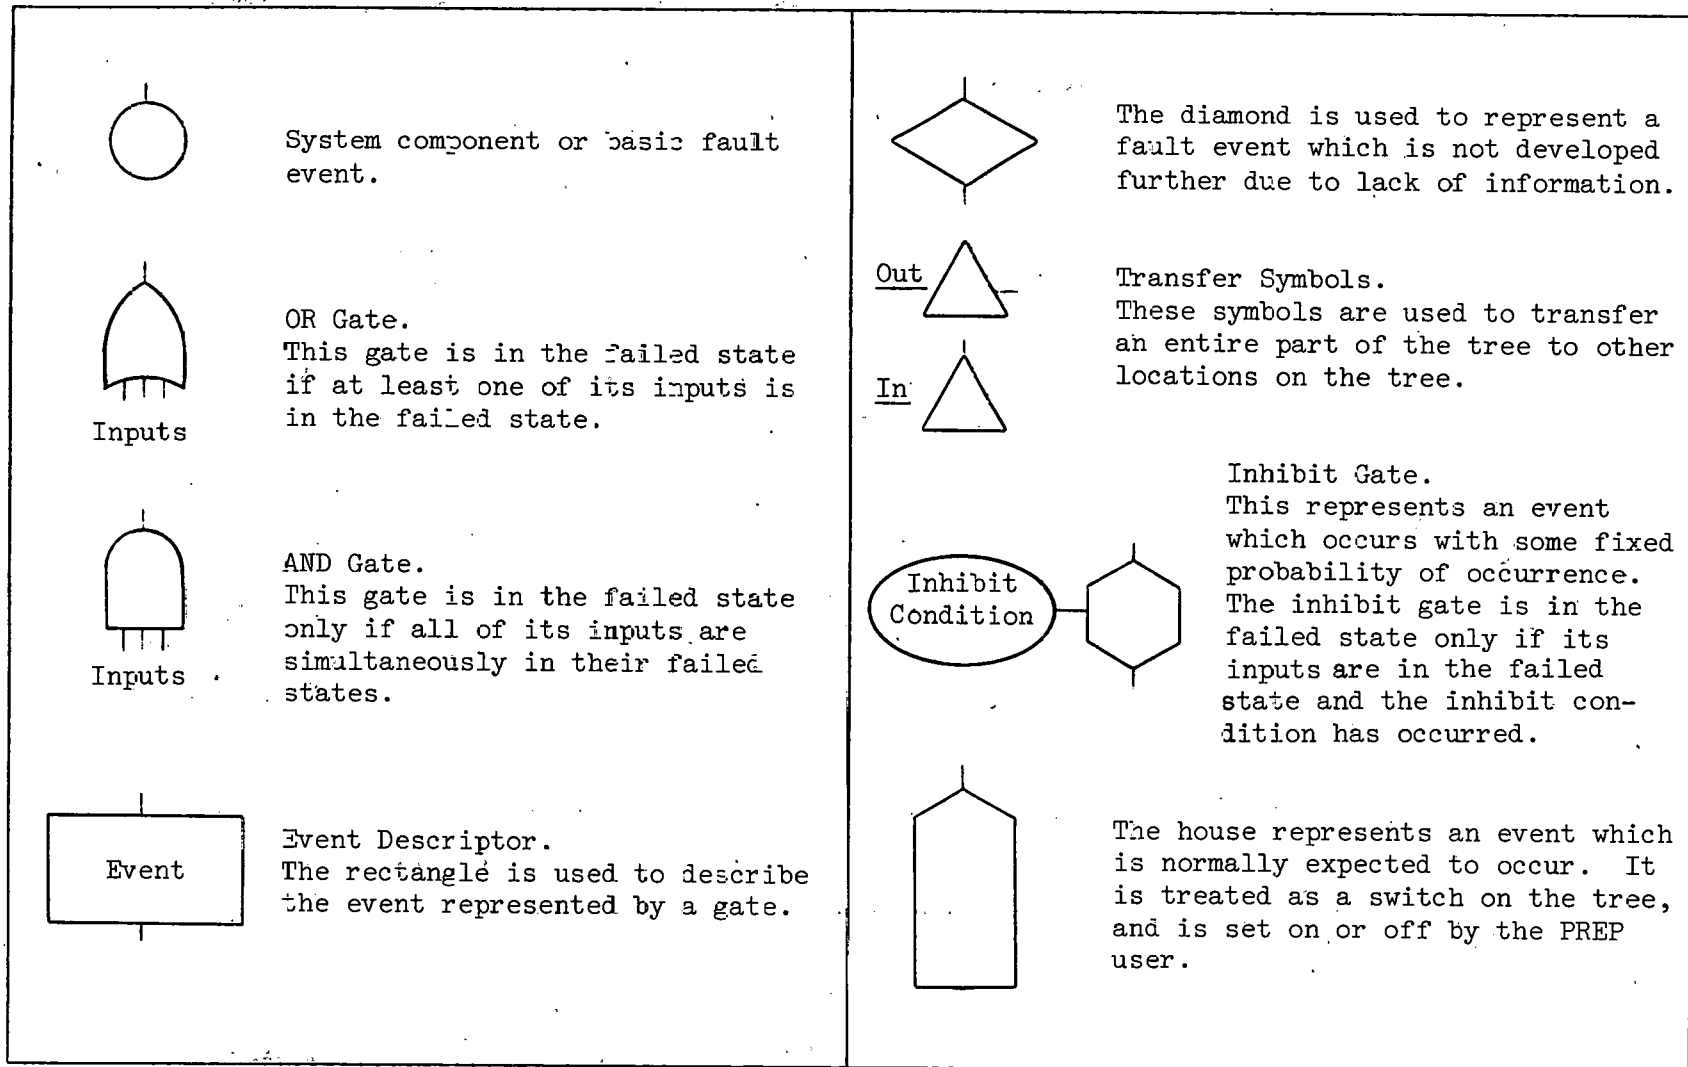 System component or basic fault
event.
OR Gate.
This gate is in the failed state
if at least one of its inputs is
in the failed state.
Inputs
AND Gate.
This gate is in the failed state
only if all of its inputs are
simultaneously in their failed
states.
Inputs
Event
Event Descriptor.
The rectangle is used to describe
the event represented by a gate.
The diamond is used to represent a
fault event which is not developed
further due to lack of information.
Out
In
Transfer Symbols.
These symbols are used to transfer
an entire part of the tree to other
locations on the tree.
Inhibit
Condition
Inhibit Gate.
This represents an event
which occurs with some fixed
probability of occurrence.
The inhibit gate is in the
failed state only if its
inputs are in the failed
state and the inhibit con-
dition has occurred.
The house represents an event which
is normally expected to occur. It
is treated as a switch on the tree,
and is set on or off by the PREP
user.